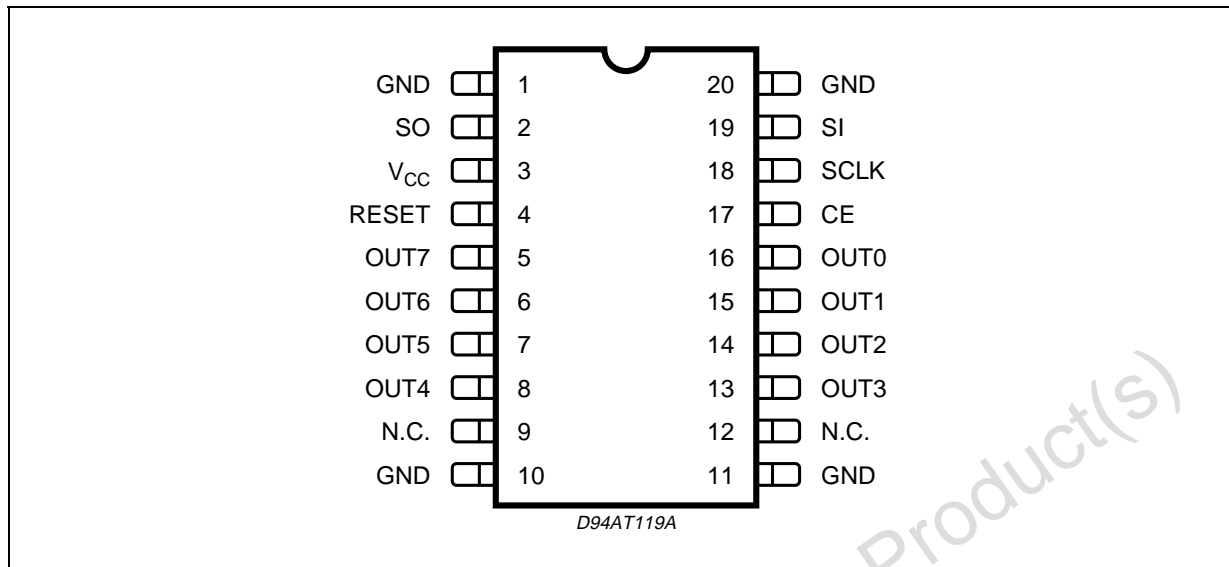 GND 1 20 GND
SO 2 19 SI
VCC 3 18 SCLK
RESET 4 17 CE
OUT7 5 16 OUT0
OUT6 6 15 OUT1
OUT5 7 14 OUT2
OUT4 8 13 OUT3
N.C. 9 12 N.C.
GND 10 11 GND
D94AT119A
Product(s)